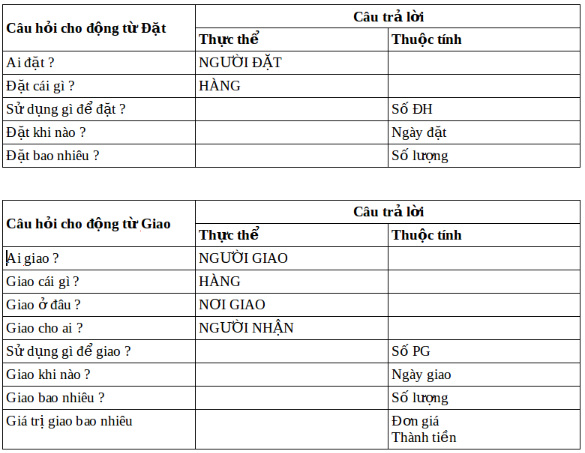 Câu hỏi cho động từ Đặt
Câu trả lời
Thực thể
Thuộc tính
Ai đặt ?
NGƯỜI ĐẶT
Đặt cái gì ?
HÀNG
Sử dụng gì để đặt ?
Số ĐH
Đặt khi nào ?
Ngày đặt
Đặt bao nhiêu ?
Số lượng
Câu hỏi cho động từ Giao
Câu trả lời
Thực thể
Thuộc tính
Ai giao ?
NGƯỜI GIAO
Giao cái gì ?
HÀNG
Giao ở đâu ?
NƠI GIAO
Giao cho ai ?
NGƯỜI NHẬN
Sử dụng gì để giao ?
Số PG
Giao khi nào ?
Ngày giao
Giao bao nhiêu ?
Số lượng
Giá trị giao bao nhiêu
Đơn giá
Thành tiền